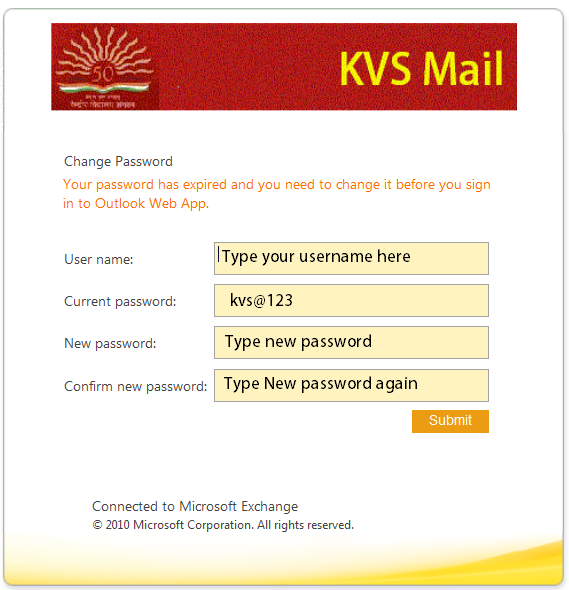 50
केन्द्रीय विद्यालय संगठन
KVS Mail
Change Password
Your password has expired and you need to change it before you sign
in to Outlook Web App.
User name: Type your username here
Current password: kvs@123
New password: Type new password
Confirm new password: Type New password again
Submit
Connected to Microsoft Exchange
© 2010 Microsoft Corporation. All rights reserved.